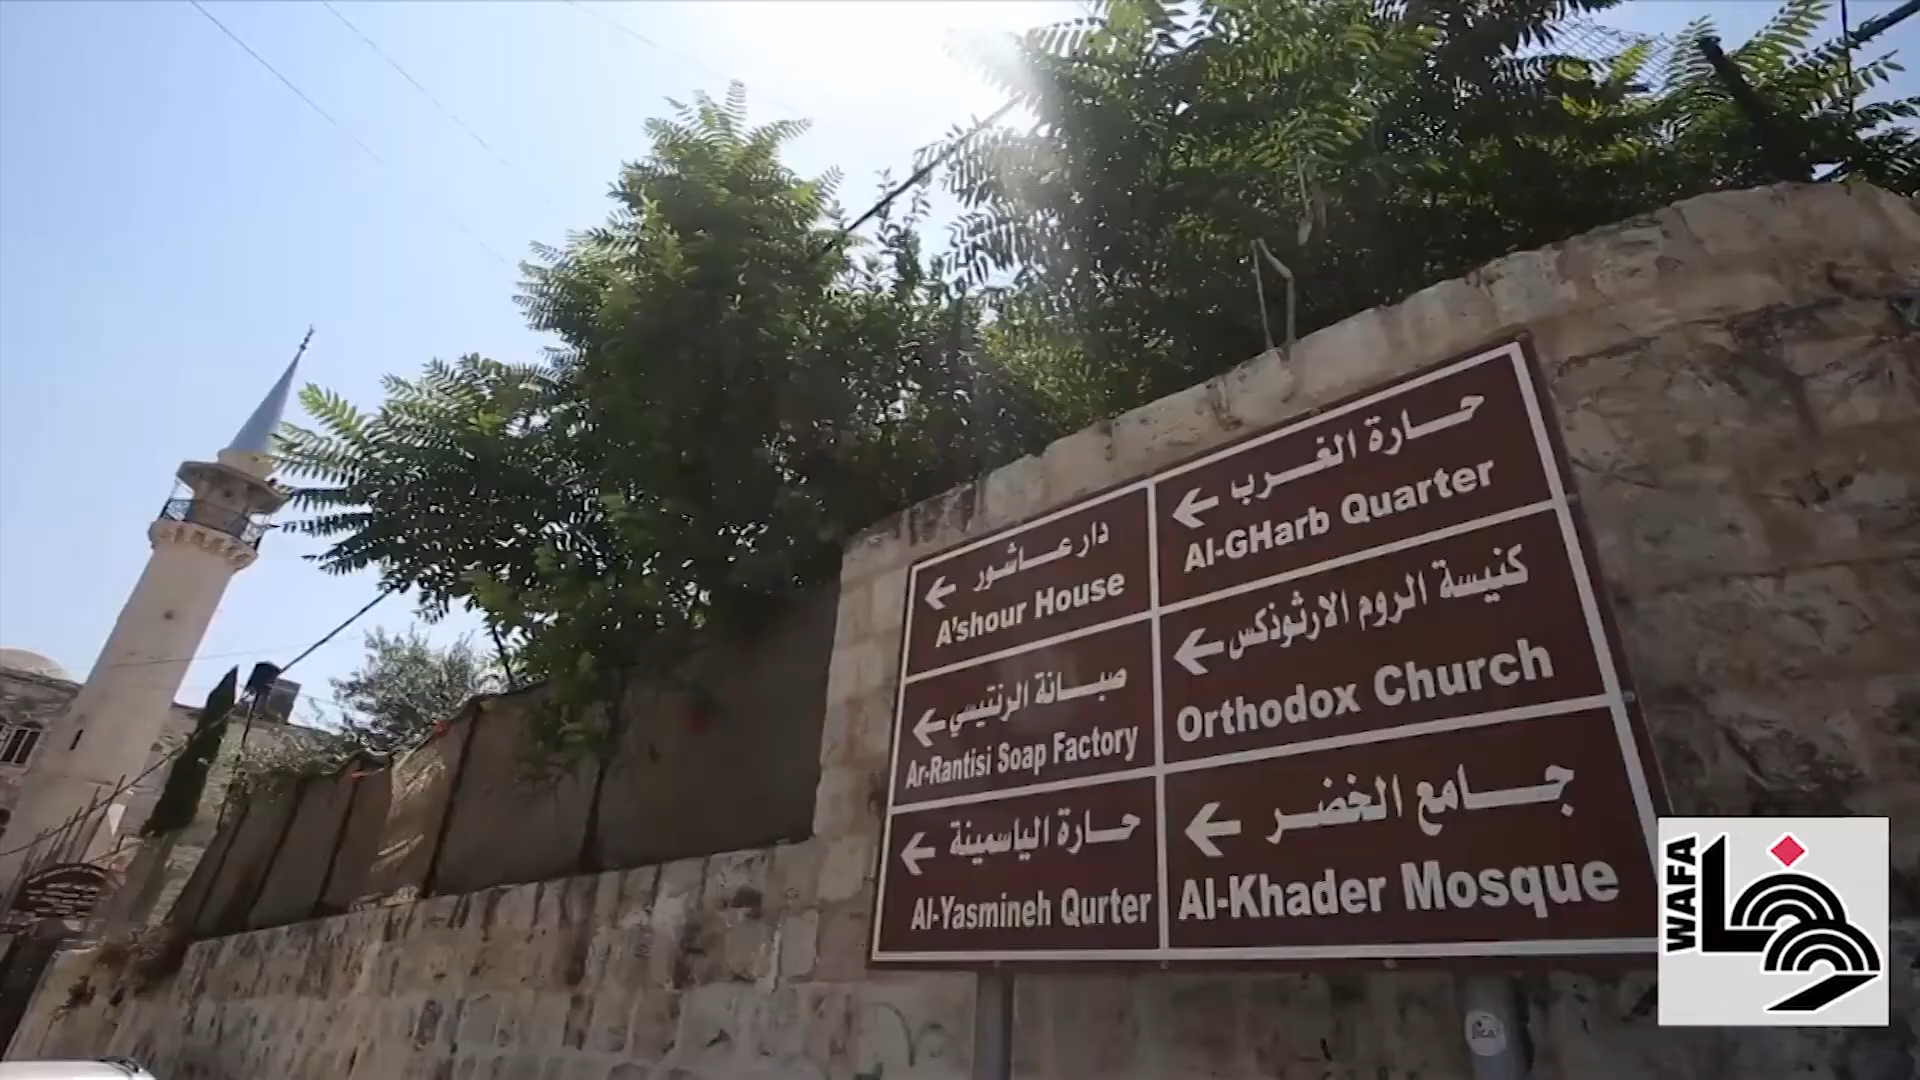 حارة الغرب
Al-GHarb Quarter
دار عاشور
A'shour House
كنيسة الروم الارثوذكس
Orthodox Church
صبانة الرنتيسي
Ar-Rantisi Soap Factory
جامع الخضر
Al-Khader Mosque
حارة الياسمينة
Al-Yasmineh Qurter
WAFA
وفا